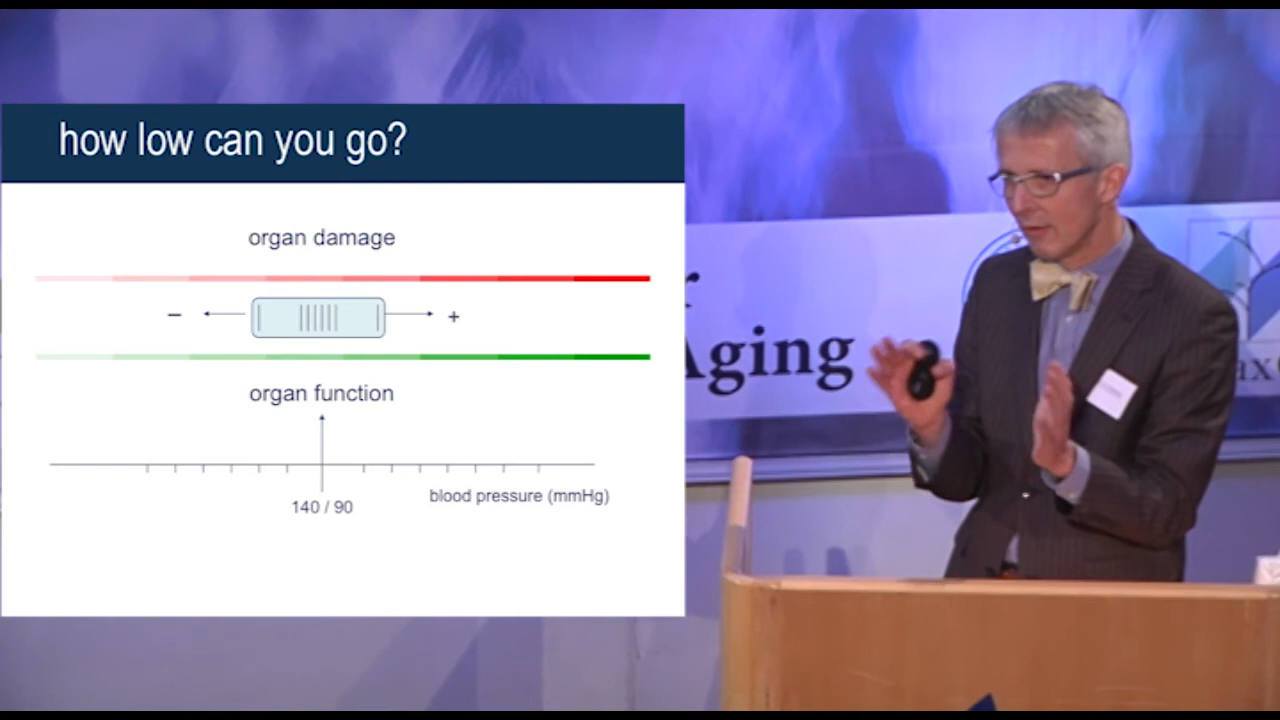 how low can you go?
organ damage
− +
organ function
140 / 90
blood pressure (mmHg)
Aging